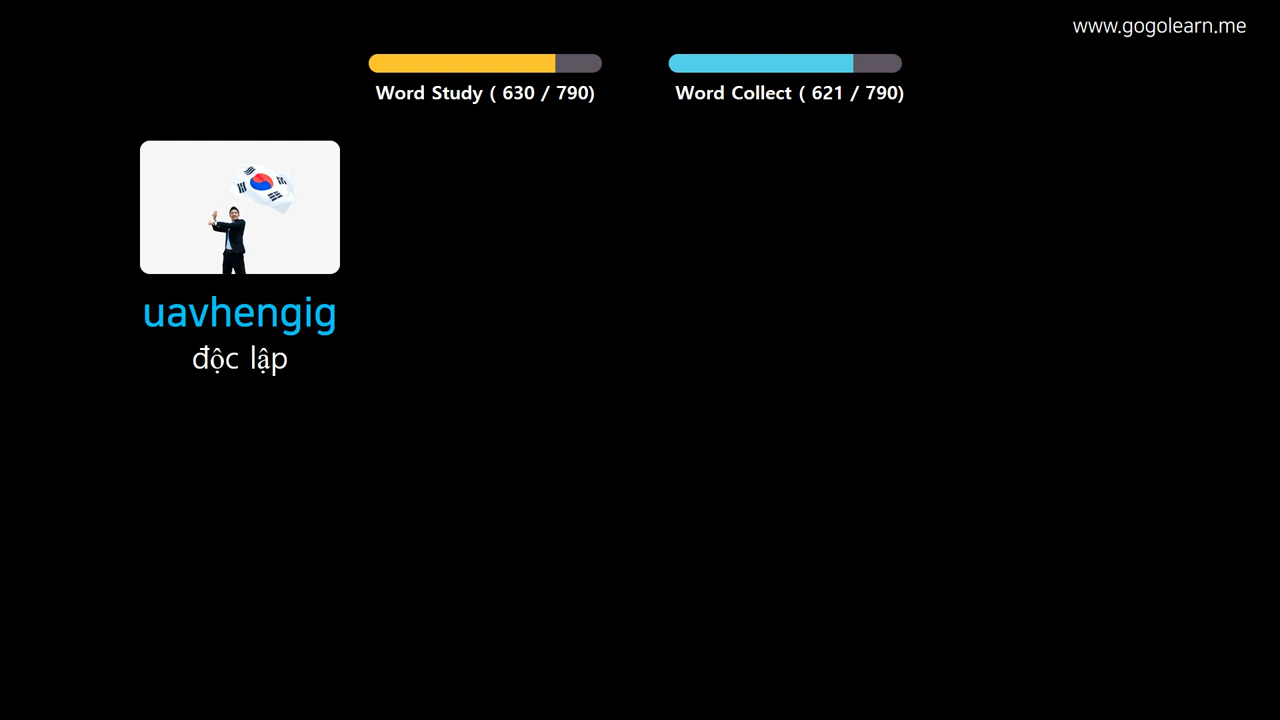 www.gogolearn.me
Word Study ( 630 / 790)
Word Collect ( 621 / 790)
uavhengig
độc lập